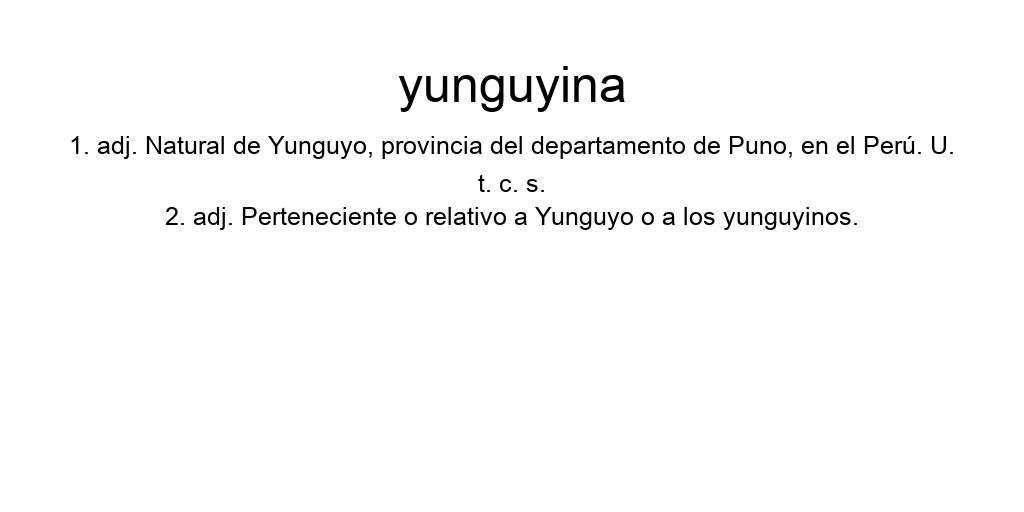 yunguyina
1. adj. Natural de Yunguyo, provincia del departamento de Puno, en el Perú. U.
t. c. s.
2. adj. Perteneciente o relativo a Yunguyo o a los yunguyinos.